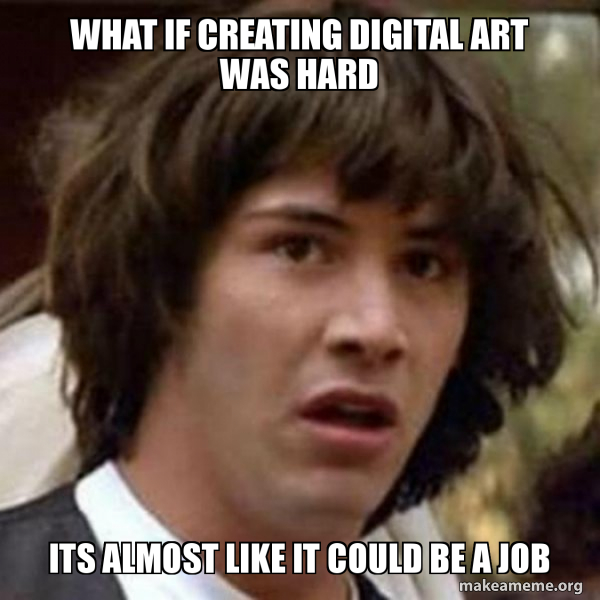 WHAT IF CREATING DIGITAL ART
WAS HARD
ITS ALMOST LIKE IT COULD BE A JOB
makeameme.org